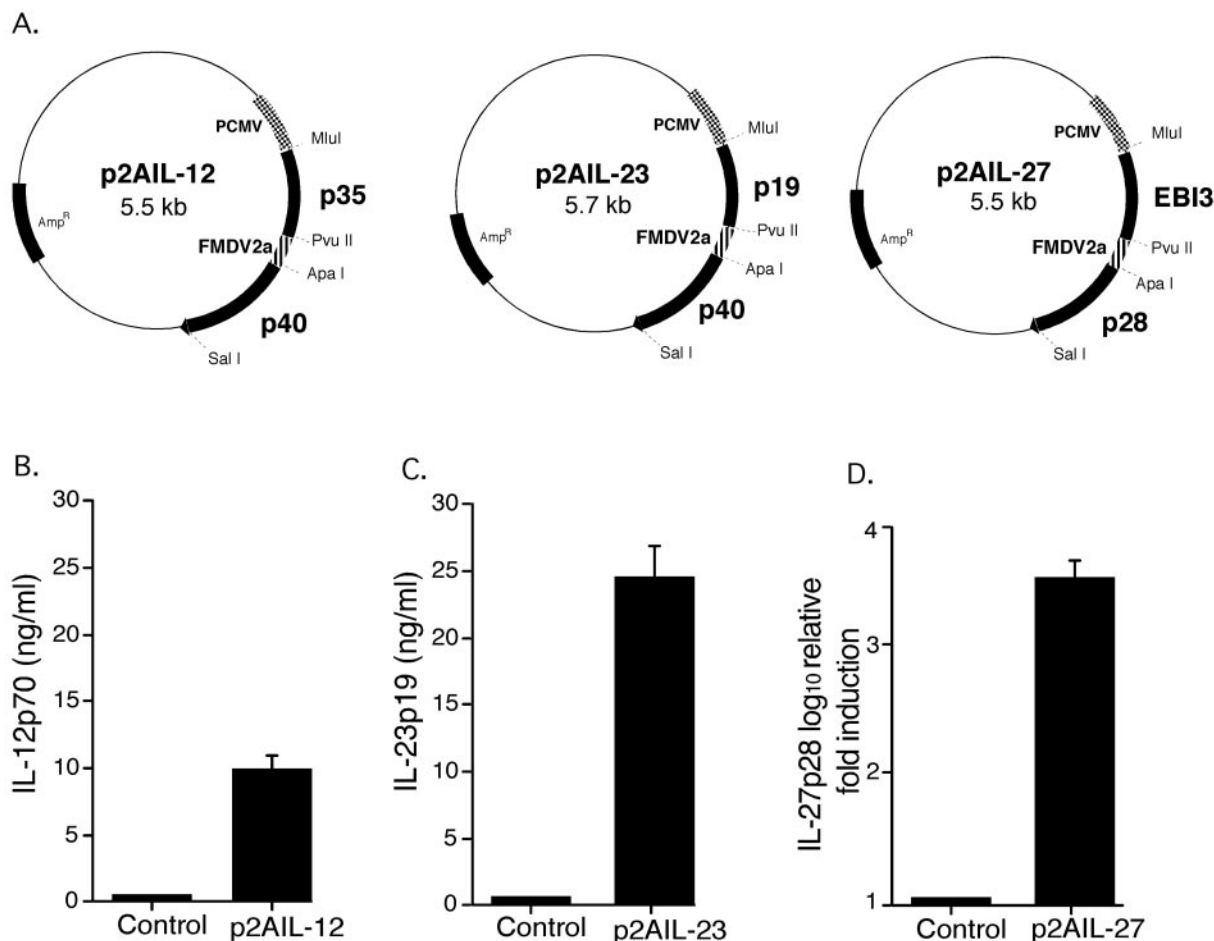 A.
PCMV
MluI
p2AIL-12
5.5 kb
p35
AmpR
FMDV2a
Pvu II
Apa I
p40
Sal I
PCMV
MluI
p2AIL-23
5.7 kb
p19
AmpR
FMDV2a
Pvu II
Apa I
p40
Sal I
PCMV
MluI
p2AIL-27
5.5 kb
EBI3
AmpR
FMDV2a
Pvu II
Apa I
p28
Sal I
B.
IL-12p70 (ng/ml)
30
25
20
15
10
5
0
Control
p2AIL-12
C.
IL-23p19 (ng/ml)
30
25
20
15
10
5
0
Control
p2AIL-23
D.
IL-27p28 log10 relative
fold induction
4
3
2
1
Control
p2AIL-27